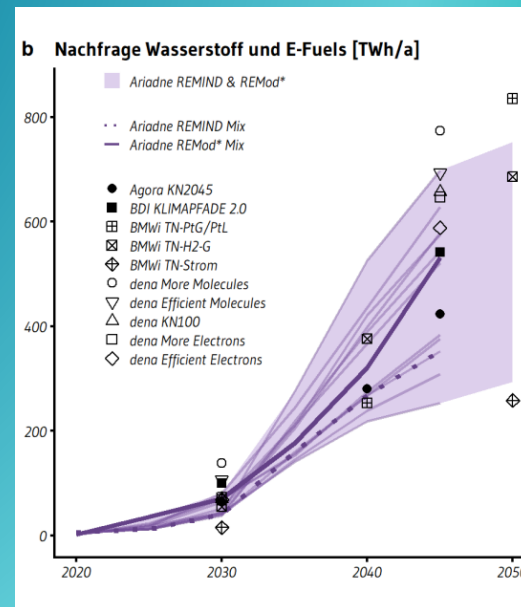 b Nachfrage Wasserstoff und E-Fuels [TWh/a]
Ariadne REMIND & REMod*
Ariadne REMIND Mix
Ariadne REMod* Mix
Agora KN2045
BDI KLIMAPFADE 2.0
BMWi TN-PtG/PtL
BMWi TN-H2-G
BMWi TN-Strom
dena More Molecules
dena Efficient Molecules
dena KN100
dena More Electrons
dena Efficient Electrons
800
600
400
200
0
2020 2030 2040 2050